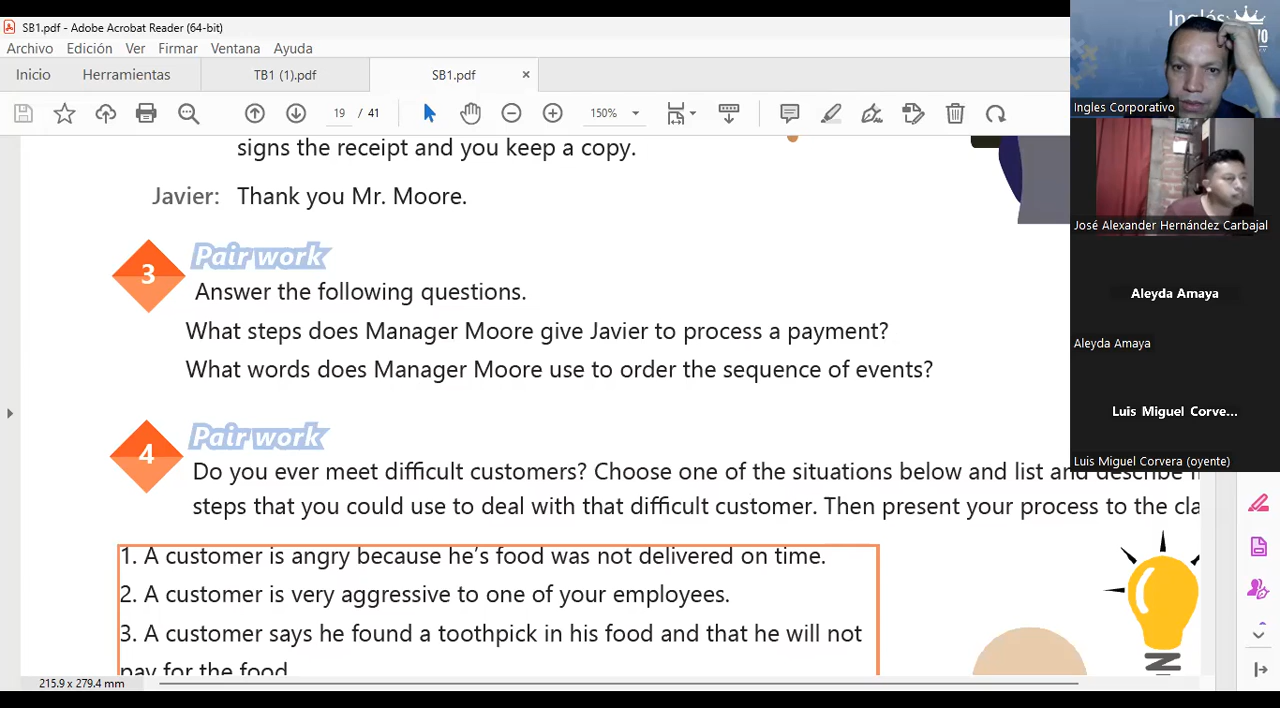 SB1.pdf - Adobe Acrobat Reader (64-bit)
Archivo Edición Ver Firmar Ventana Ayuda
Inicio Herramientas TB1 (1).pdf SB1.pdf ×
19 / 41 150%
signs the receipt and you keep a copy.
Javier: Thank you Mr. Moore.
3 Pair work
Answer the following questions.
What steps does Manager Moore give Javier to process a payment?
What words does Manager Moore use to order the sequence of events?
4 Pair work
Do you ever meet difficult customers? Choose one of the situations below and list and describe
steps that you could use to deal with that difficult customer. Then present your process to the cla
1. A customer is angry because he's food was not delivered on time.
2. A customer is very aggressive to one of your employees.
3. A customer says he found a toothpick in his food and that he will not
pay for the food
215.9 x 279.4 mm
Inglés
Ingles Corporativo
José Alexander Hernández Carbajal
Aleyda Amaya
Aleyda Amaya
Luis Miguel Corve...
Luis Miguel Corvera (oyente)